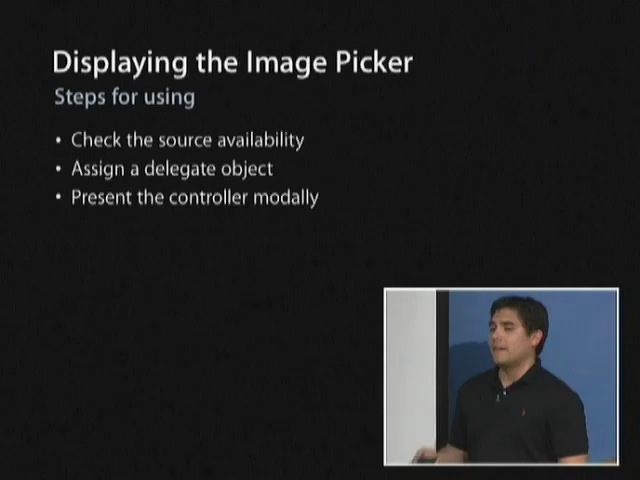 Displaying the Image Picker
Steps for using
• Check the source availability
• Assign a delegate object
• Present the controller modally